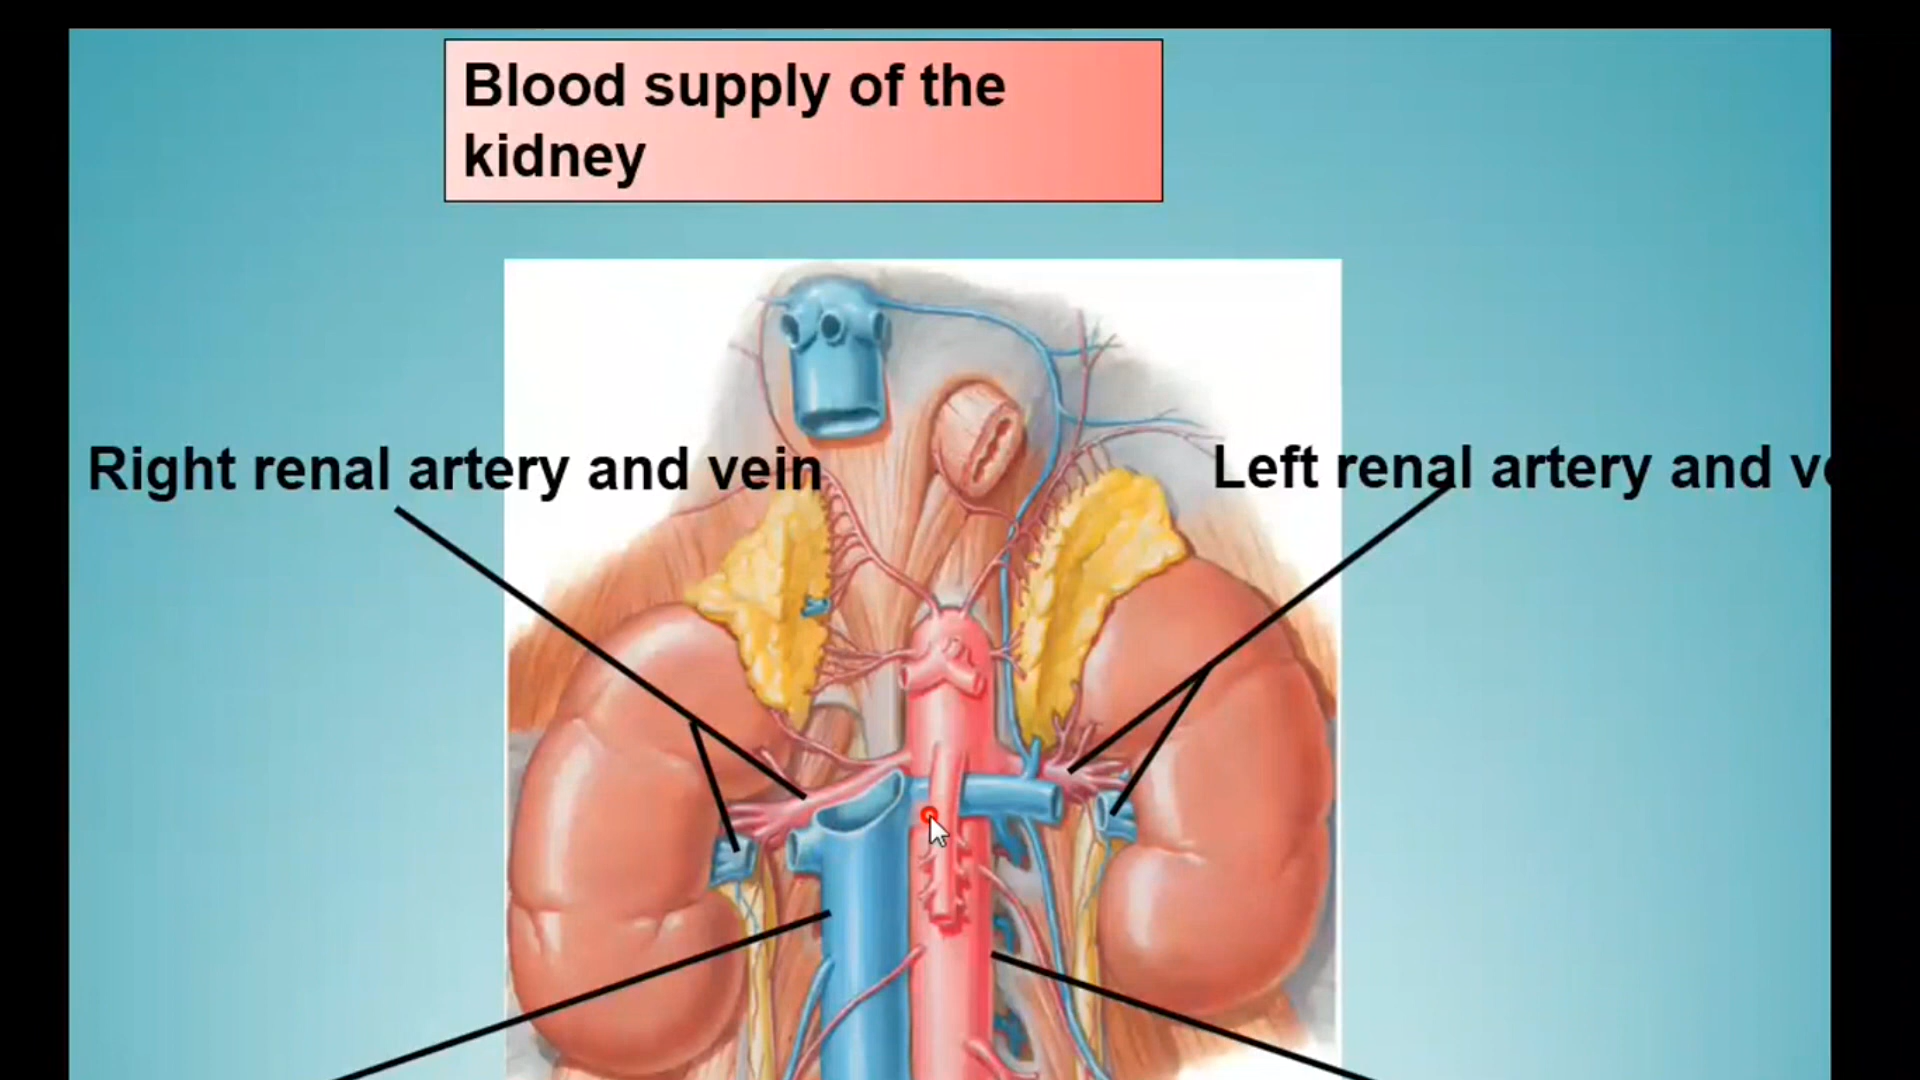 Blood supply of the
kidney
Right renal artery and vein
Left renal artery and